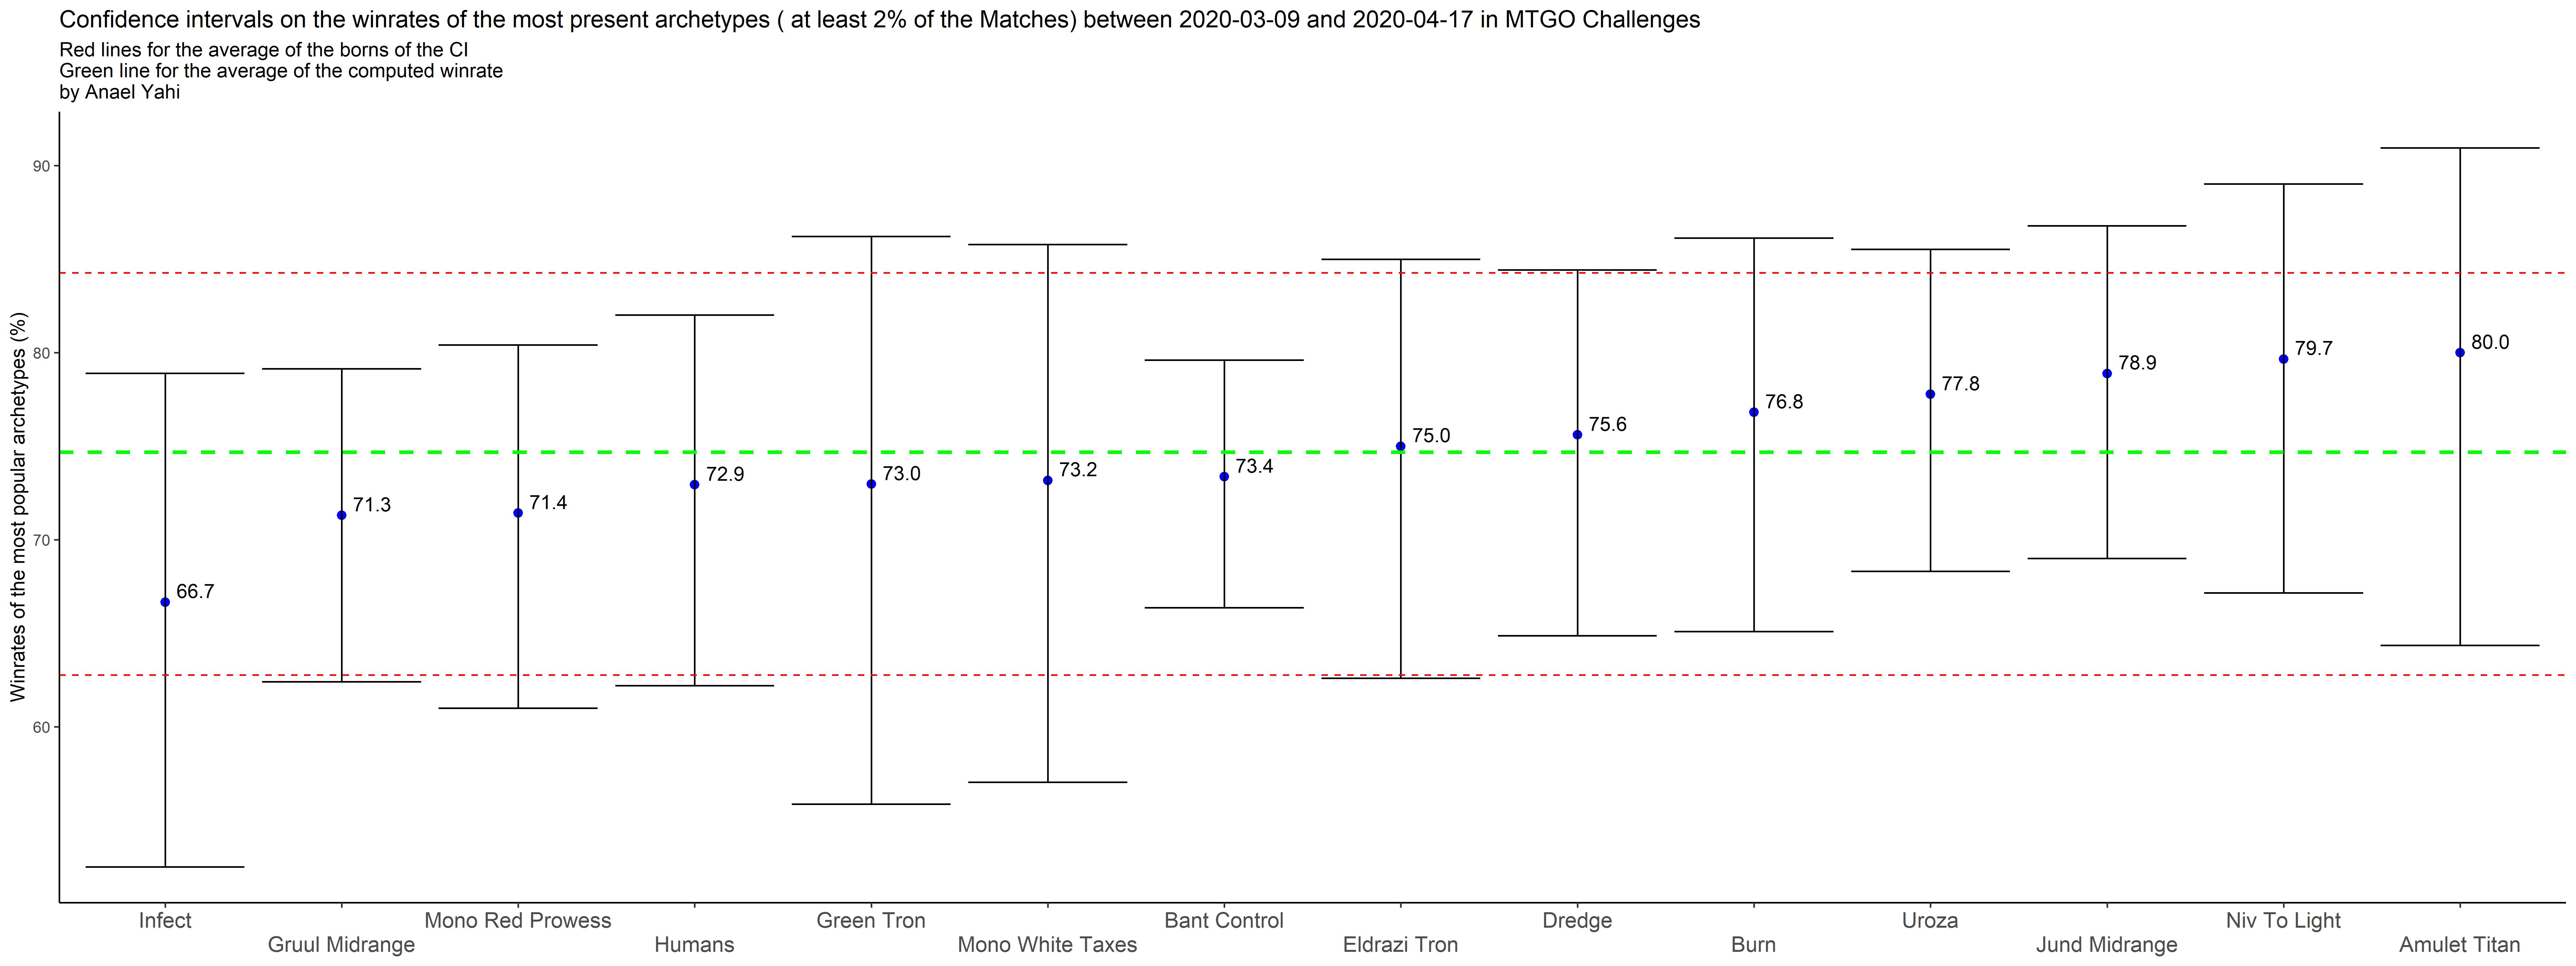 Confidence intervals on the winrates of the most present archetypes ( at least 2% of the Matches) between 2020-03-09 and 2020-04-17 in MTGO Challenges
Red lines for the average of the borns of the CI
Green line for the average of the computed winrate
by Anael Yahi
Winrates of the most popular archetypes (%)
90
80
70
60
66.7
71.3
71.4
72.9
73.0
73.2
73.4
75.0
75.6
76.8
77.8
78.9
79.7
80.0
Infect
Gruul Midrange
Mono Red Prowess
Humans
Green Tron
Mono White Taxes
Bant Control
Eldrazi Tron
Dredge
Burn
Uroza
Jund Midrange
Niv To Light
Amulet Titan